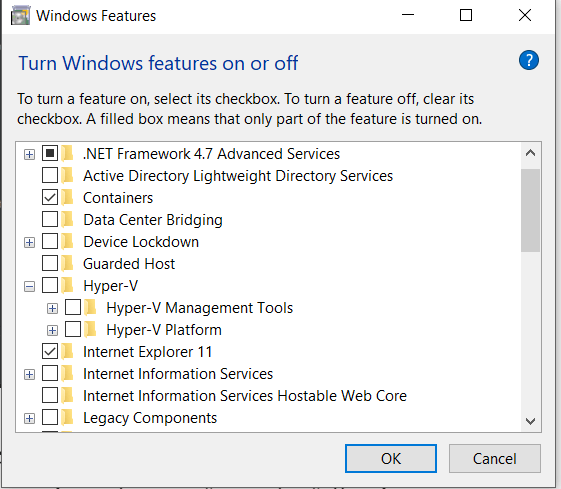 Windows Features
Turn Windows features on or off
?
To turn a feature on, select its checkbox. To turn a feature off, clear its
checkbox. A filled box means that only part of the feature is turned on.
.NET Framework 4.7 Advanced Services
Active Directory Lightweight Directory Services
Containers
Data Center Bridging
Device Lockdown
Guarded Host
Hyper-V
Hyper-V Management Tools
Hyper-V Platform
Internet Explorer 11
Internet Information Services
Internet Information Services Hostable Web Core
Legacy Components
OK Cancel